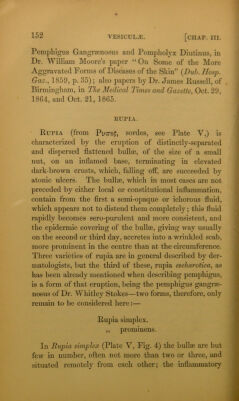 152 VESICULÆ. [CHAP. III.
Pemphigus Gangrænosus and Pompholyx Diutinus, in
Dr. William Moore's paper "On Some of the More
Aggravated Forms of Diseases of the Skin" (Dub. Hosp.
Gaz., 1859, p. 35); also papers by Dr. James Russell, of
Birmingham, in The Medical Times and Gazette, Oct. 29,
1864, and Oct. 21, 1865.
RUPIA.
RUPIA (from Ρυπος, sordes, see Plate V.,) is
characterized by the eruption of distinctly-separated
and dispersed flattened bullæ, of the size of a small
nut, on an inflamed base, terminating in elevated
dark-brown crusts, which, falling off, are succeeded by
atonic ulcers. The bullæ, which in most cases are not
preceded by either local or constitutional inflammation,
contain from the first a semi-opaque or ichorous fluid,
which appears not to distend them completely; this fluid
rapidly becomes sero-purulent and more consistent, and
the epidermic covering of the bullæ, giving way usually
on the second or third day, accretes into a wrinkled scab,
more prominent in the centre than at the circumference.
Three varieties of rupia are in general described by der-
matologists, but the third of these, rupia escharotica, as
has been already mentioned when describing pemphigus,
is a form of that eruption, being the pemphigus gangræ-
nosus of Dr. Whitley Stokes—two forms, therefore, only
remain to be considered here:—
Rupia simplex.
„ prominens.
In Rupia simplex (Plate V, Fig. 4) the bullæ are but
few in number, often not more than two or three, and
situated remotely from each other; the inflammatory